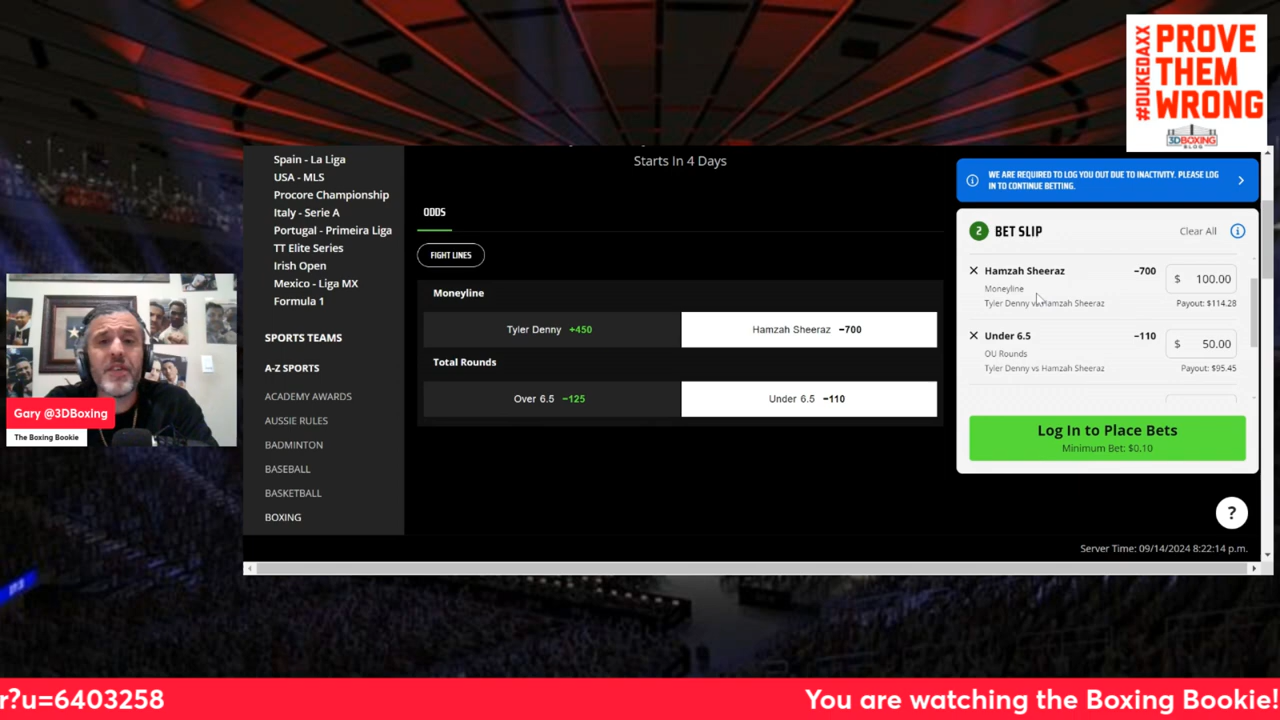 #DUKEDAXX
PROVE
THEM
WRONG
3DBOXING
BLOG
Spain - La Liga
USA - MLS
Procore Championship
Italy - Serie A
Portugal - Primeira Liga
TT Elite Series
Irish Open
Mexico - Liga MX
Formula 1
SPORTS TEAMS
A-Z SPORTS
ACADEMY AWARDS
AUSSIE RULES
BADMINTON
BASEBALL
BASKETBALL
BOXING
Starts In 4 Days
ODDS
FIGHT LINES
Moneyline
Tyler Denny +450
Hamzah Sheeraz −700
Total Rounds
Over 6.5 −125
Under 6.5 −110
WE ARE REQUIRED TO LOG YOU OUT DUE TO INACTIVITY. PLEASE LOG
IN TO CONTINUE BETTING.
2 BET SLIP Clear All
Hamzah Sheeraz −700 $ 100.00
Moneyline
Tyler Denny vs Hamzah Sheeraz Payout: $114.28
Under 6.5 −110 $ 50.00
OU Rounds
Tyler Denny vs Hamzah Sheeraz Payout: $95.45
Log In to Place Bets
Minimum Bet: $0.10
?
Server Time: 09/14/2024 8:22:14 p.m.
Gary @3DBoxing
The Boxing Bookie
r?u=6403258
You are watching the Boxing Bookie!